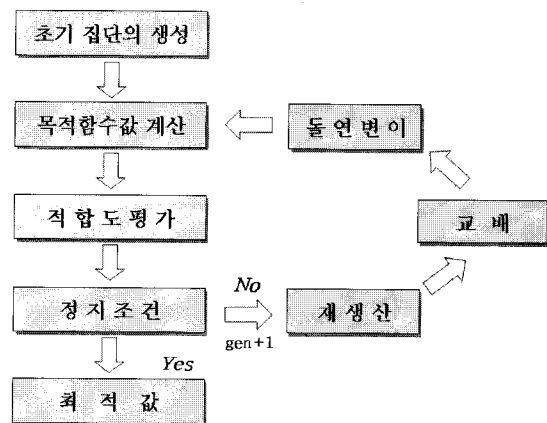 초기 집단의 생성
목적함수값 계산
돌 연 변 이
적 합 도 평 가
교 배
정 지 조 건
No
gen+1
재 생 산
Yes
최 적 값